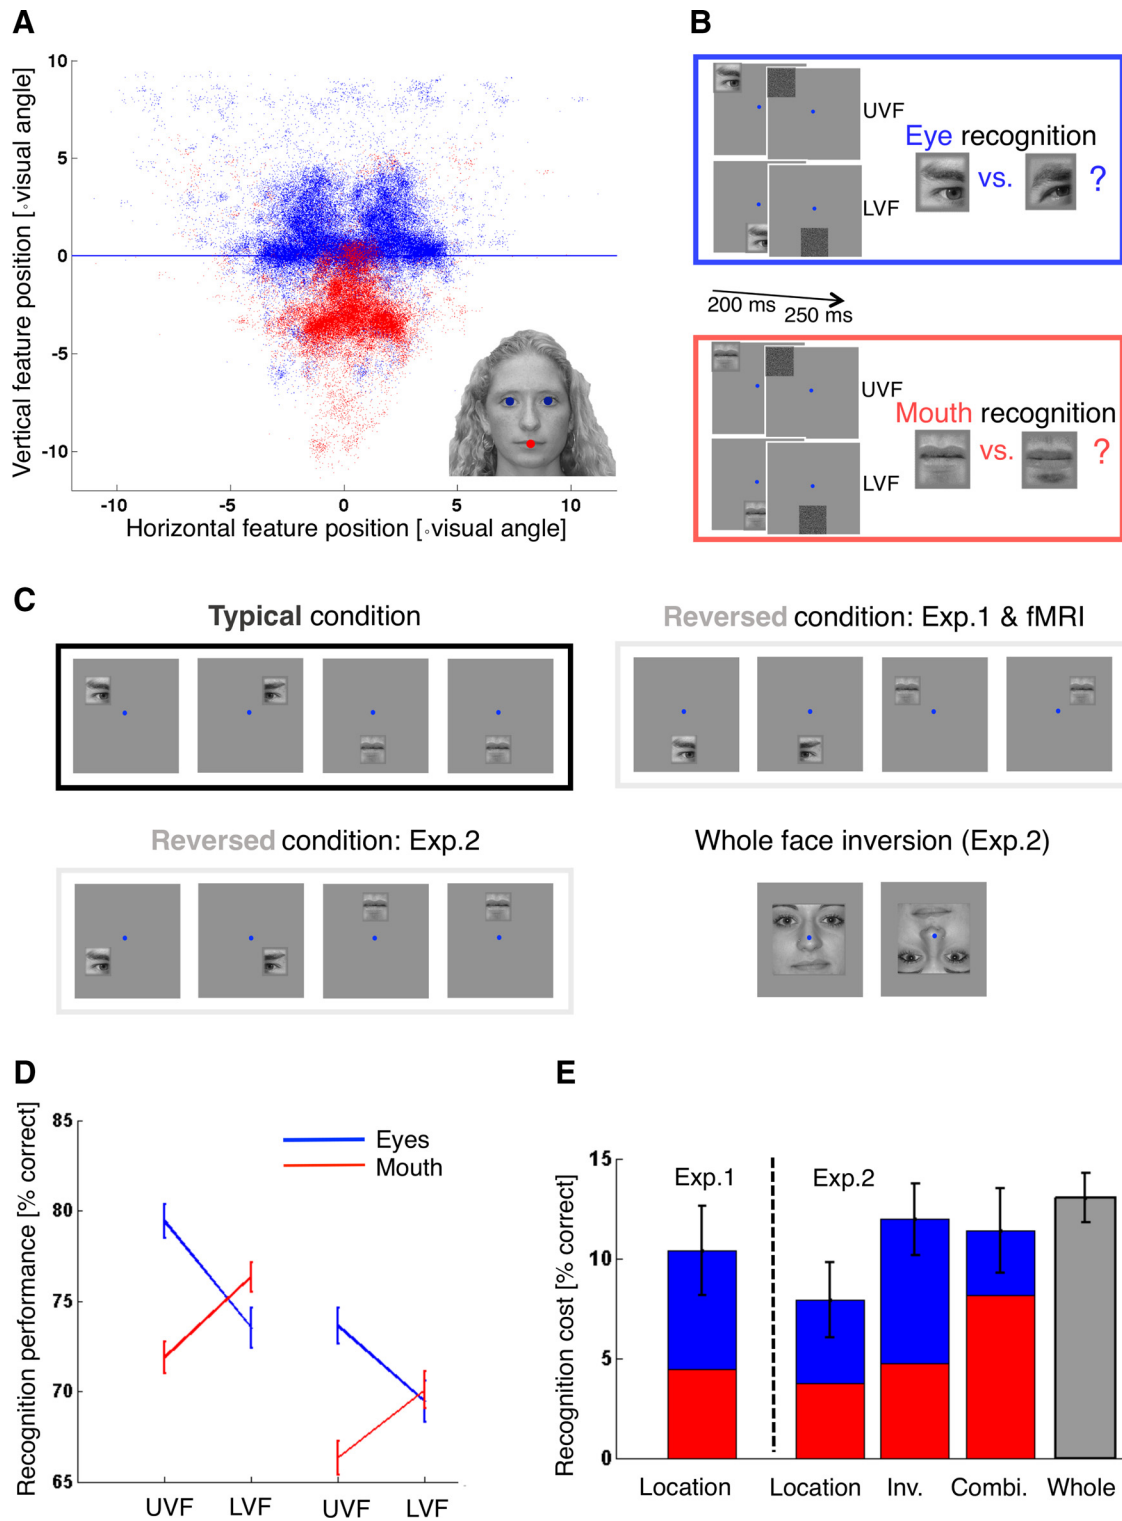 A
Vertical feature position [◦visual angle]
10
5
0
-5
-10
-10 -5 0 5 10
Horizontal feature position [◦visual angle]
B
UVF
LVF
Eye recognition
vs. ?
200 ms
250 ms
UVF
LVF
Mouth recognition
vs. ?
C
Typical condition
Reversed condition: Exp.1 & fMRI
Reversed condition: Exp.2
Whole face inversion (Exp.2)
D
Recognition performance [% correct]
85
80
75
70
65
Eyes
Mouth
UVF LVF UVF LVF
E
Recognition cost [% correct]
15
10
5
0
Exp.1
Exp.2
Location Location Inv. Combi. Whole